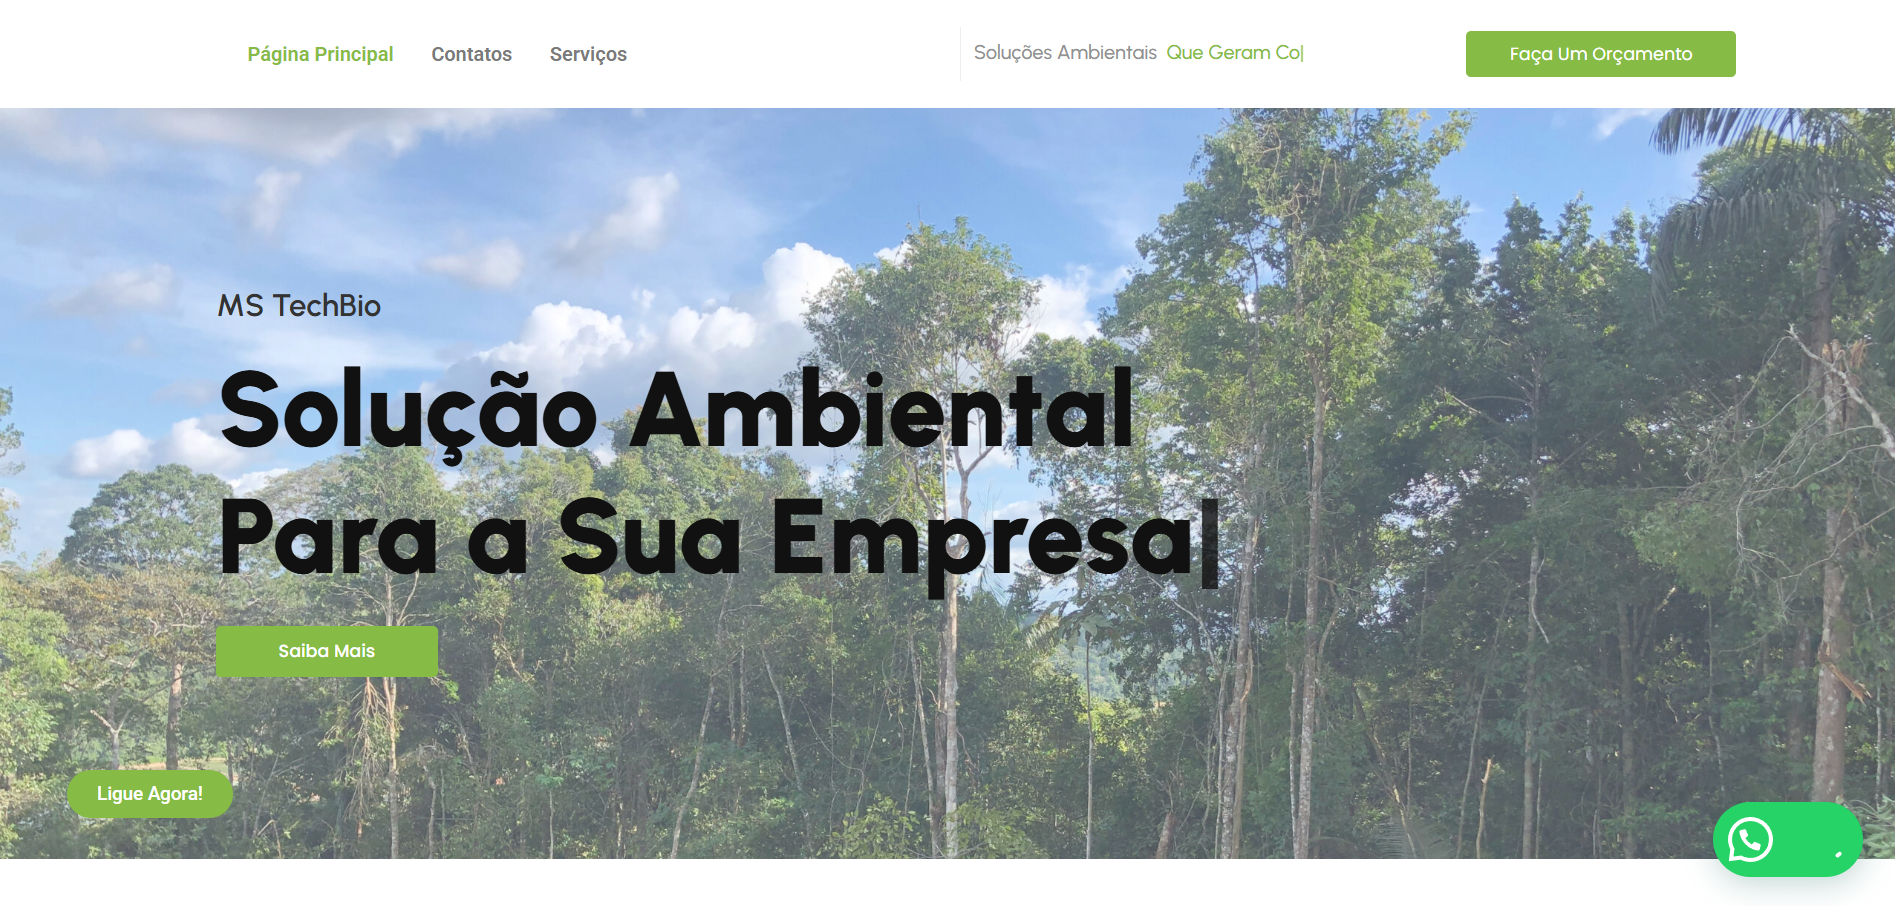 Página Principal Contatos Serviços Soluções Ambientais Que Geram Co| Faça Um Orçamento
MS TechBio
Solução Ambiental
Para a Sua Empresa|
Saiba Mais
Ligue Agora!